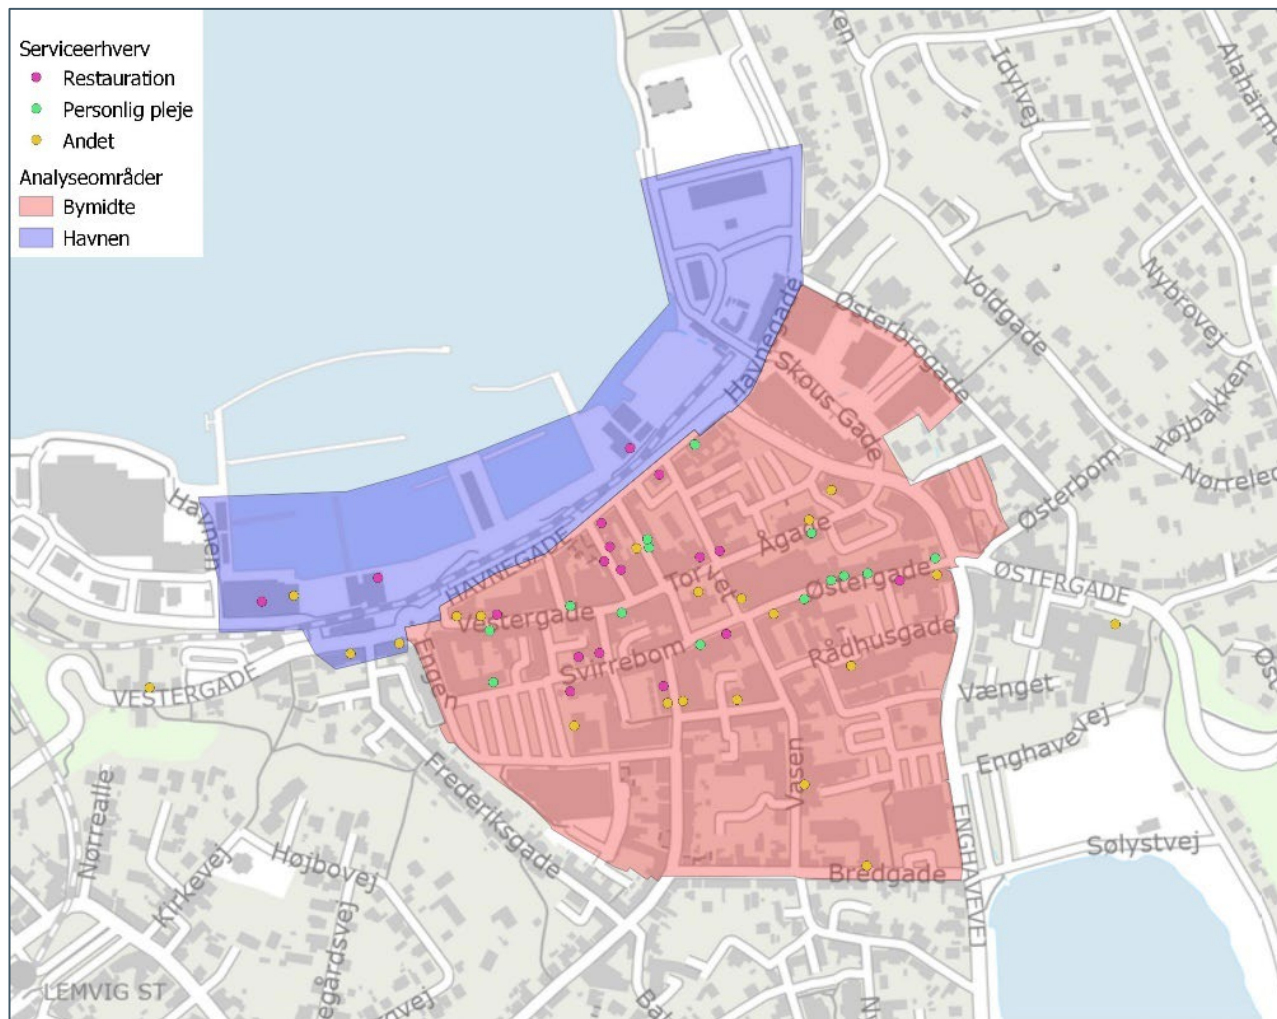 Serviceerhverv
Restauration
Personlig pleje
Andet
Analyseområder
Bymidte
Havnen
Idylvej
Nybrovej
Højbakken
Voldgade
Østerbrogade
Havnegade
Skous Gade
Nørreled
Østerbom
Havnen
HAVNEGADE
Ågade
Torvet
Østergade
ØSTERGADE
Vestergade
Svirrebom
Rådhusgade
Engen
VESTERGADE
Vænget
Enghavevej
Vasen
Frederiksgade
Nørrealle
Højbovej
Kirkevej
ENGHAVEVEJ
Sølystvej
Bredgade
LEMVIG ST